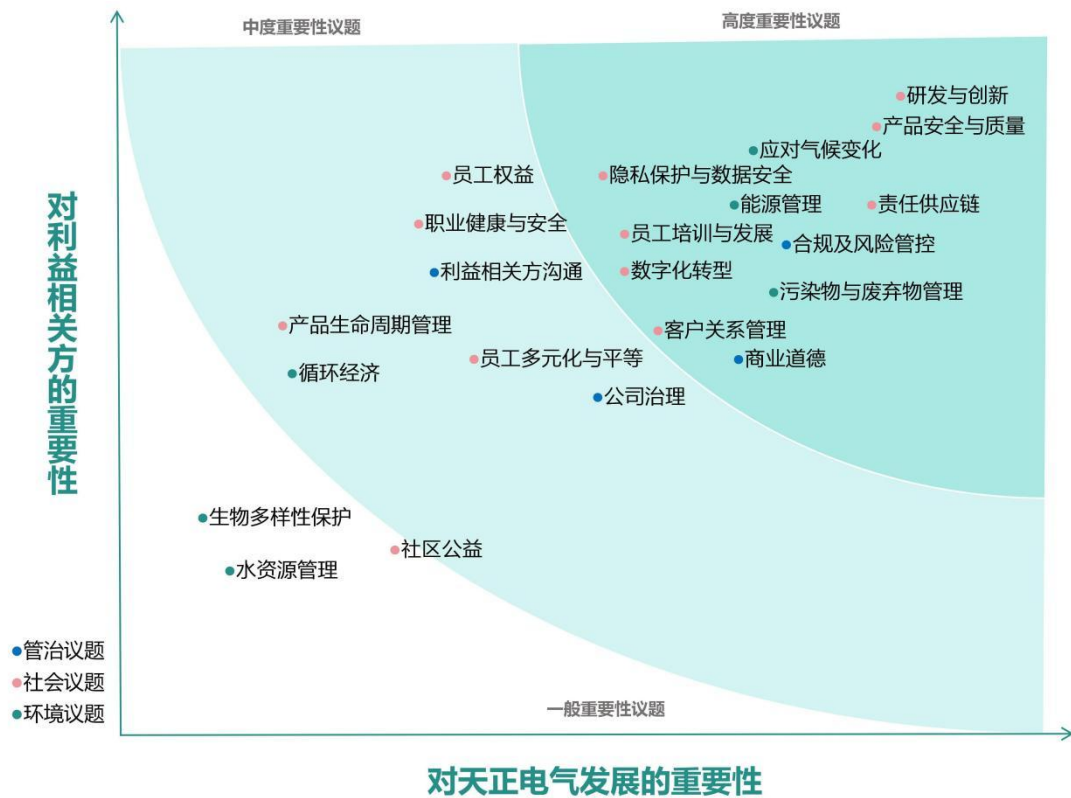 中度重要性议题
高度重要性议题
研发与创新
产品安全与质量
应对气候变化
员工权益
隐私保护与数据安全
能源管理
责任供应链
职业健康与安全
员工培训与发展
合规及风险管控
利益相关方沟通
数字化转型
污染物与废弃物管理
产品生命周期管理
客户关系管理
员工多元化与平等
商业道德
循环经济
公司治理
对利益相关方的重要性
生物多样性保护
社区公益
水资源管理
管治议题
社会议题
环境议题
一般重要性议题
对天正电气发展的重要性